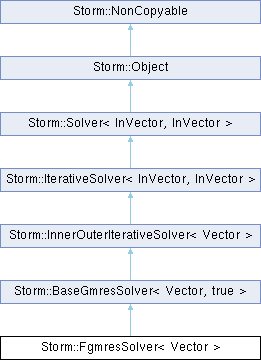 Storm::NonCopyable
Storm::Object
Storm::Solver< InVector, InVector >
Storm::IterativeSolver< InVector, InVector >
Storm::InnerOuterIterativeSolver< Vector >
Storm::BaseGmresSolver< Vector, true >
Storm::FgmresSolver< Vector >